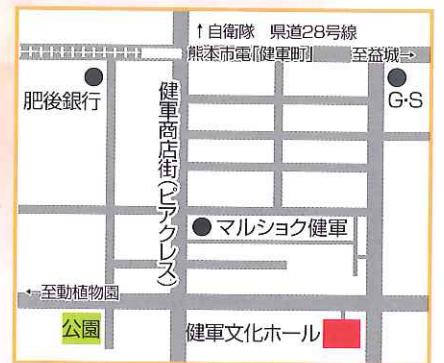 ↑自衛隊 県道28号線
熊本市電「健軍町」 至益城→
肥後銀行
健軍商店街(ピアクレス)
G・S
マルショク健軍
←至動植物園
公園
健軍文化ホール